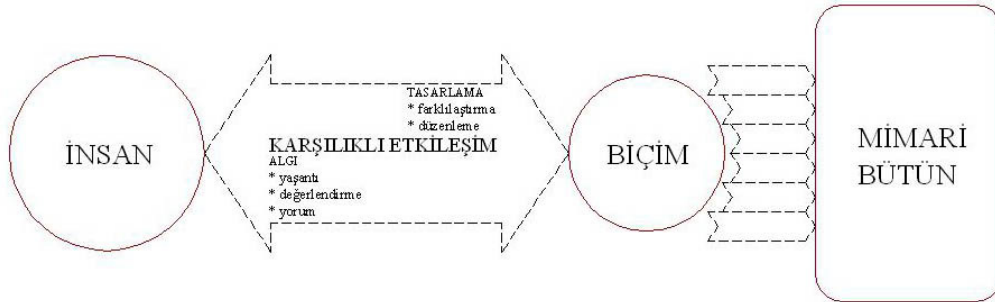 İNSAN
TASARLAMA
* farklılaştırma
* düzenleme
KARŞILIKLI ETKİLEŞİM
ALGI
* yaşantı
* değerlendirme
* yorum
BİÇİM
MİMARİ
BÜTÜN